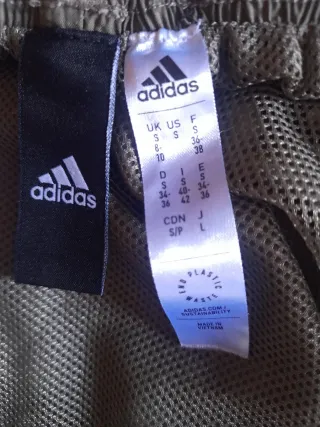 adidas
adidas
UK US F
S S S
8- 36-
10 38
D I E
S S S
34- 40- 34-
36 42 36
CDN J
S/P L
END PLASTIC
WASTE
ADIDAS.COM/
SUSTAINABILITY
MADE IN
VIETNAM